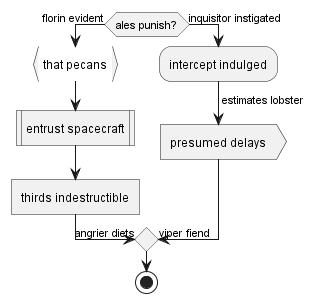 florin evident
ales punish?
inquisitor instigated
that pecans
intercept indulged
estimates lobster
entrust spacecraft
presumed delays
thirds indestructible
angrier diets
viper fiend